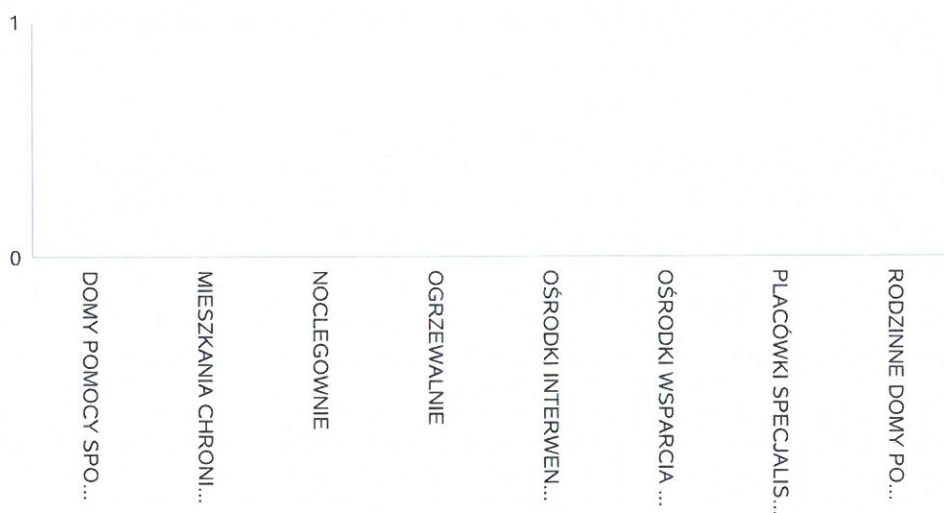 1
0
DOMY POMOCY SPO...
MIESZKANIA CHRONI...
NOCLEGOWNIE
OGRZEWALNIE
OŚRODKI INTERWEN...
OŚRODKI WSPARCIA ...
PLACÓWKI SPECJALIS...
RODZINNE DOMY PO...